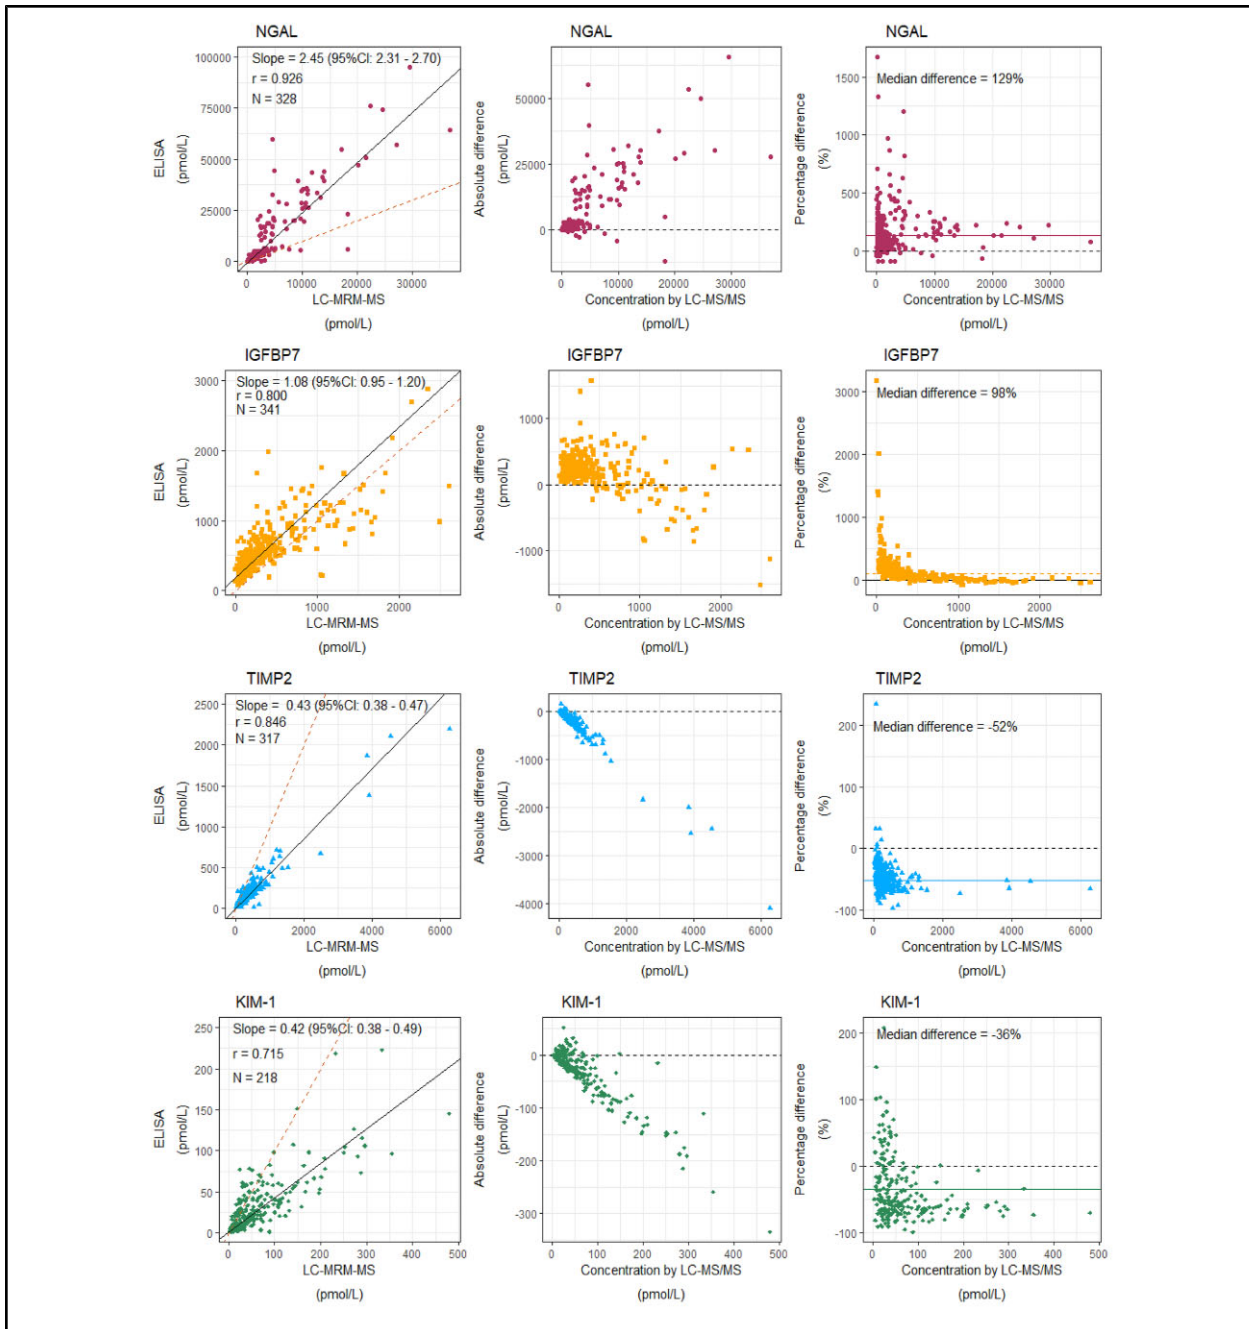 NGAL
Slope = 2.45 (95%CI: 2.31 - 2.70)
r = 0.926
N = 328
100000
75000
50000
25000
0
ELISA
(pmol/L)
0 10000 20000 30000
LC-MRM-MS
(pmol/L)
NGAL
50000
25000
0
Absolute difference
(pmol/L)
0 10000 20000 30000
Concentration by LC-MS/MS
(pmol/L)
NGAL
Median difference = 129%
1500
1000
500
0
Percentage difference
(%)
0 10000 20000 30000
Concentration by LC-MS/MS
(pmol/L)
IGFBP7
Slope = 1.08 (95%CI: 0.95 - 1.20)
r = 0.800
N = 341
3000
2000
1000
0
ELISA
(pmol/L)
0 1000 2000
LC-MRM-MS
(pmol/L)
IGFBP7
1000
0
-1000
Absolute difference
(pmol/L)
0 1000 2000
Concentration by LC-MS/MS
(pmol/L)
IGFBP7
Median difference = 98%
3000
2000
1000
0
Percentage difference
(%)
0 1000 2000
Concentration by LC-MS/MS
(pmol/L)
TIMP2
Slope = 0.43 (95%CI: 0.38 - 0.47)
r = 0.846
N = 317
2500
2000
1500
1000
500
0
ELISA
(pmol/L)
0 2000 4000 6000
LC-MRM-MS
(pmol/L)
TIMP2
0
-1000
-2000
-3000
-4000
Absolute difference
(pmol/L)
0 2000 4000 6000
Concentration by LC-MS/MS
(pmol/L)
TIMP2
Median difference = -52%
200
100
0
-100
Percentage difference
(%)
0 2000 4000 6000
Concentration by LC-MS/MS
(pmol/L)
KIM-1
Slope = 0.42 (95%CI: 0.38 - 0.49)
r = 0.715
N = 218
250
200
150
100
50
0
ELISA
(pmol/L)
0 100 200 300 400 500
LC-MRM-MS
(pmol/L)
KIM-1
0
-100
-200
-300
Absolute difference
(pmol/L)
0 100 200 300 400 500
Concentration by LC-MS/MS
(pmol/L)
KIM-1
Median difference = -36%
200
100
0
-100
Percentage difference
(%)
0 100 200 300 400 500
Concentration by LC-MS/MS
(pmol/L)